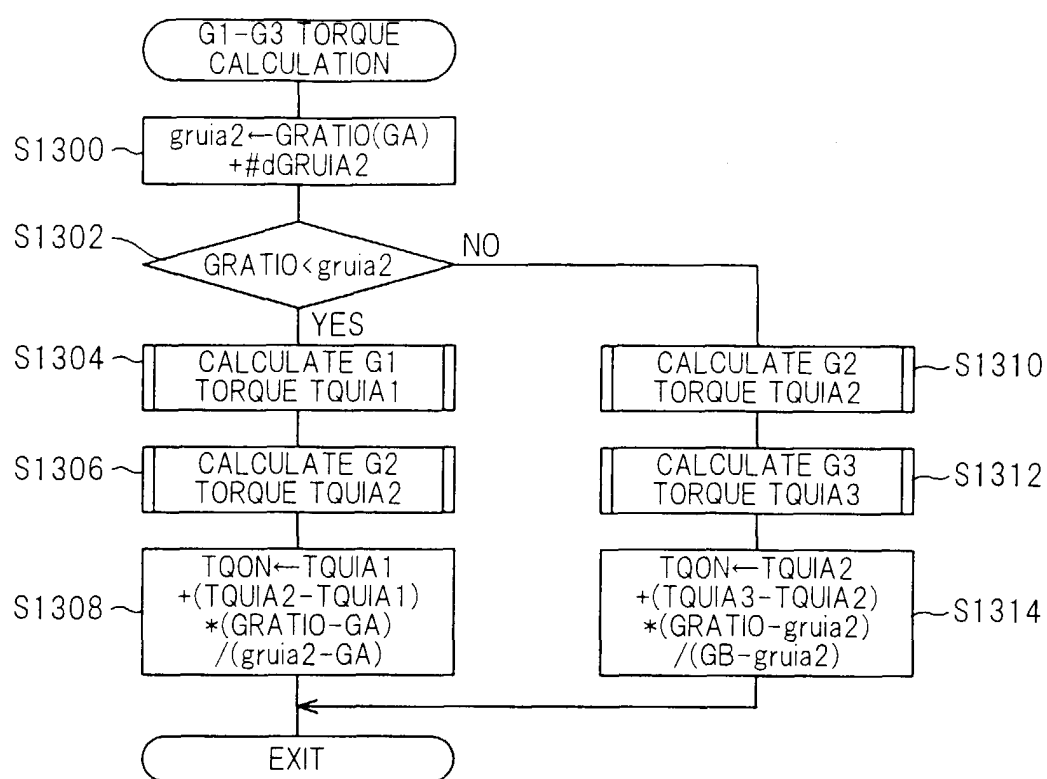 G1-G3 TORQUE
CALCULATION
S1300
gruia2←GRATIO(GA)
+#dGRUIA2
S1302
GRATIO<gruia2
NO
YES
S1304
CALCULATE G1
TORQUE TQUIA1
S1306
CALCULATE G2
TORQUE TQUIA2
S1308
TQON←TQUIA1
+(TQUIA2-TQUIA1)
*(GRATIO-GA)
/(gruia2-GA)
CALCULATE G2
TORQUE TQUIA2
S1310
CALCULATE G3
TORQUE TQUIA3
S1312
TQON←TQUIA2
+(TQUIA3-TQUIA2)
*(GRATIO-gruia2)
/(GB-gruia2)
S1314
EXIT